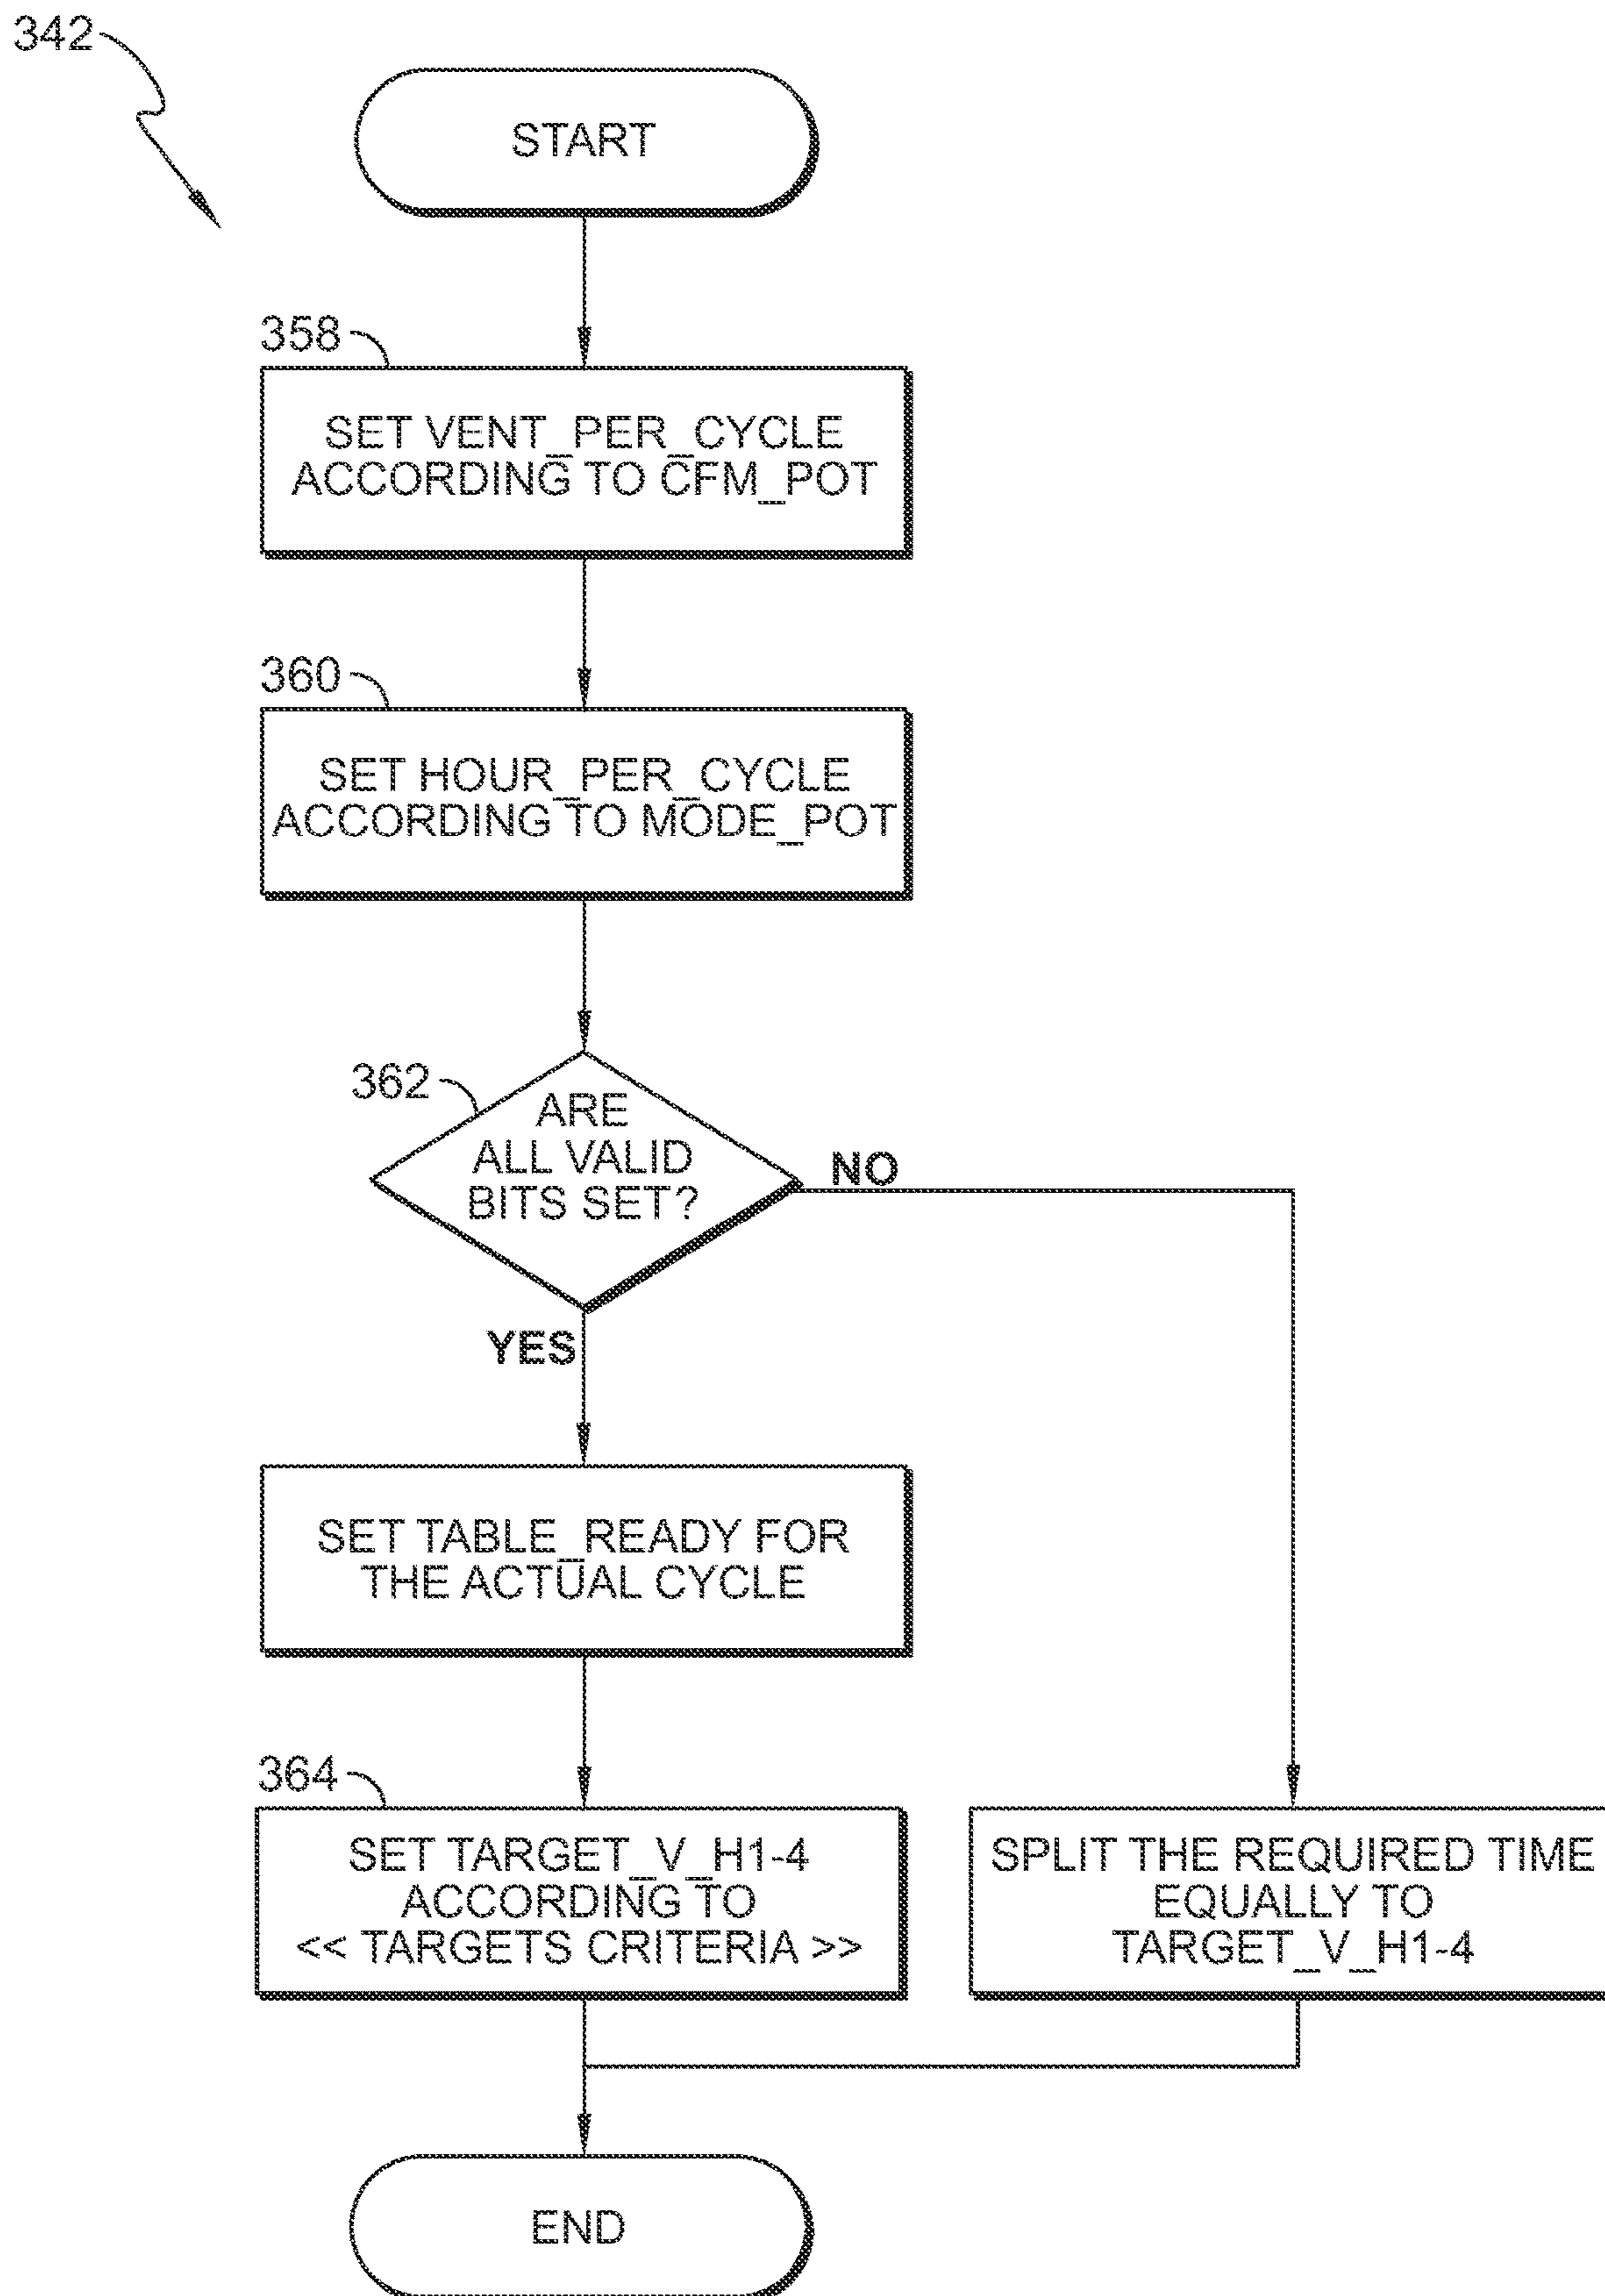 342
START
358
SET VENT_PER_CYCLE
ACCORDING TO CFM_POT
360
SET HOUR_PER_CYCLE
ACCORDING TO MODE_POT
362
ARE
ALL VALID
BITS SET?
NO
YES
SET TABLE_READY FOR
THE ACTUAL CYCLE
364
SET TARGET_V_H1-4
ACCORDING TO
<< TARGETS CRITERIA >>
SPLIT THE REQUIRED TIME
EQUALLY TO
TARGET_V_H1-4
END